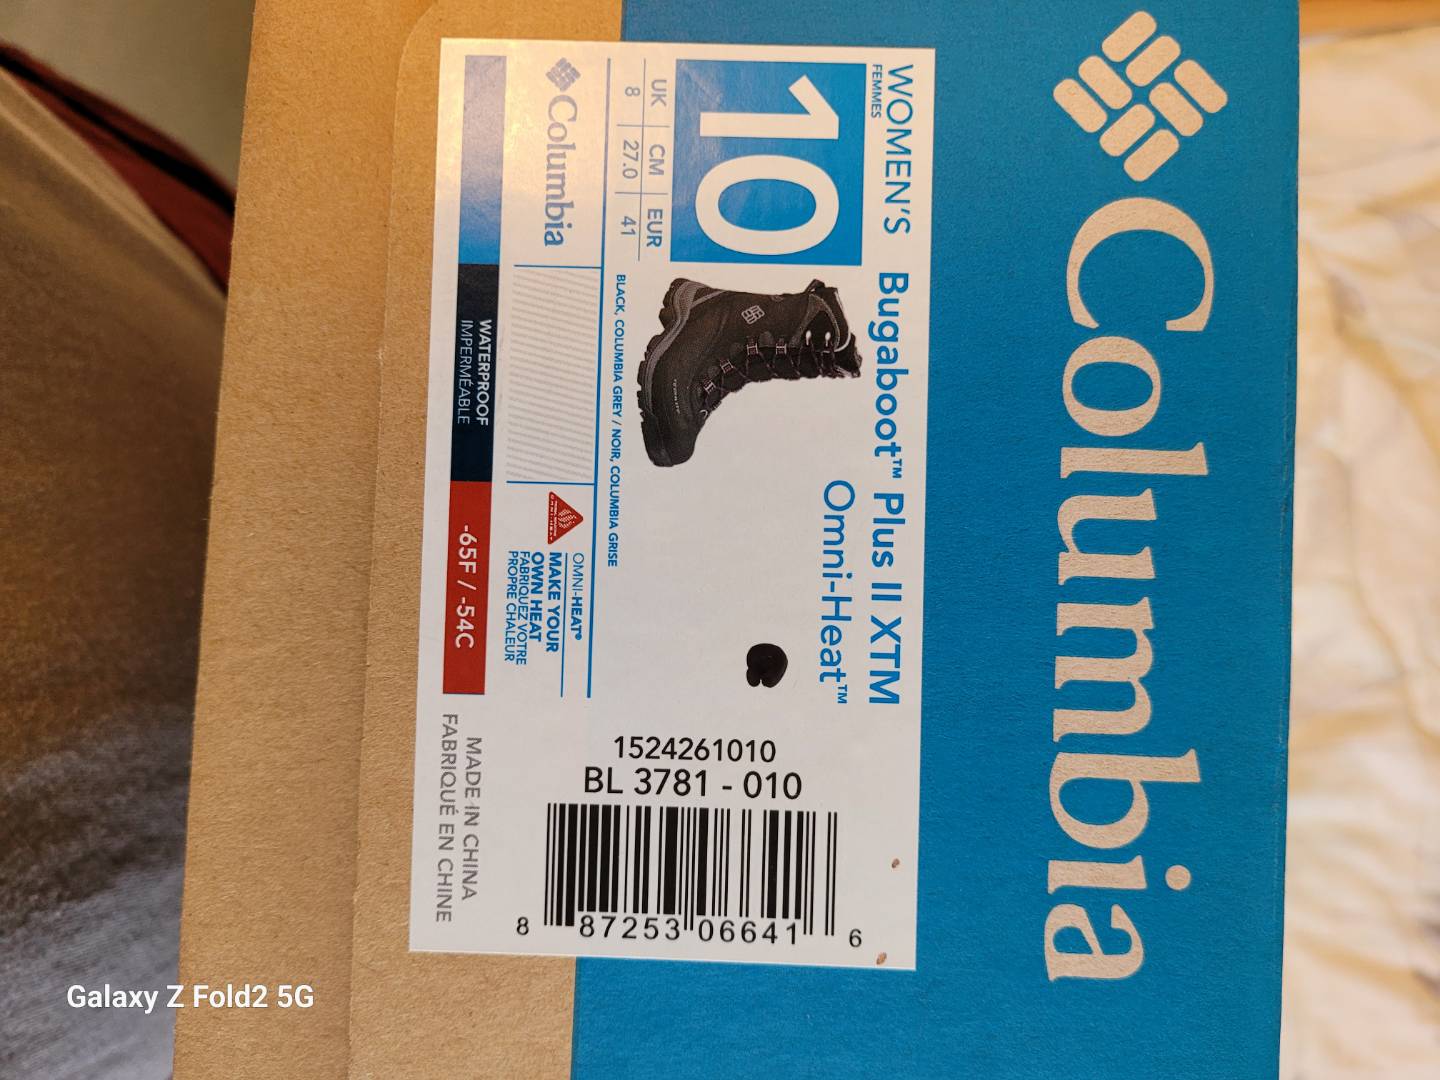 Columbia
WOMEN'S Bugaboot™ Plus II XTM
FEMMES
Omni-Heat™
10
UK CM EUR
8 27.0 41
BLACK, COLUMBIA GREY / NOIR, COLUMBIA GRISE
Columbia
OMNI-HEAT®
MAKE YOUR
OWN HEAT
FABRIQUEZ VOTRE
PROPRE CHALEUR
WATERPROOF
IMPERMÉABLE
-65F / -54C
MADE IN CHINA
FABRIQUÉ EN CHINE
1524261010
BL 3781 - 010
8 87253 06641 6
Galaxy Z Fold2 5G